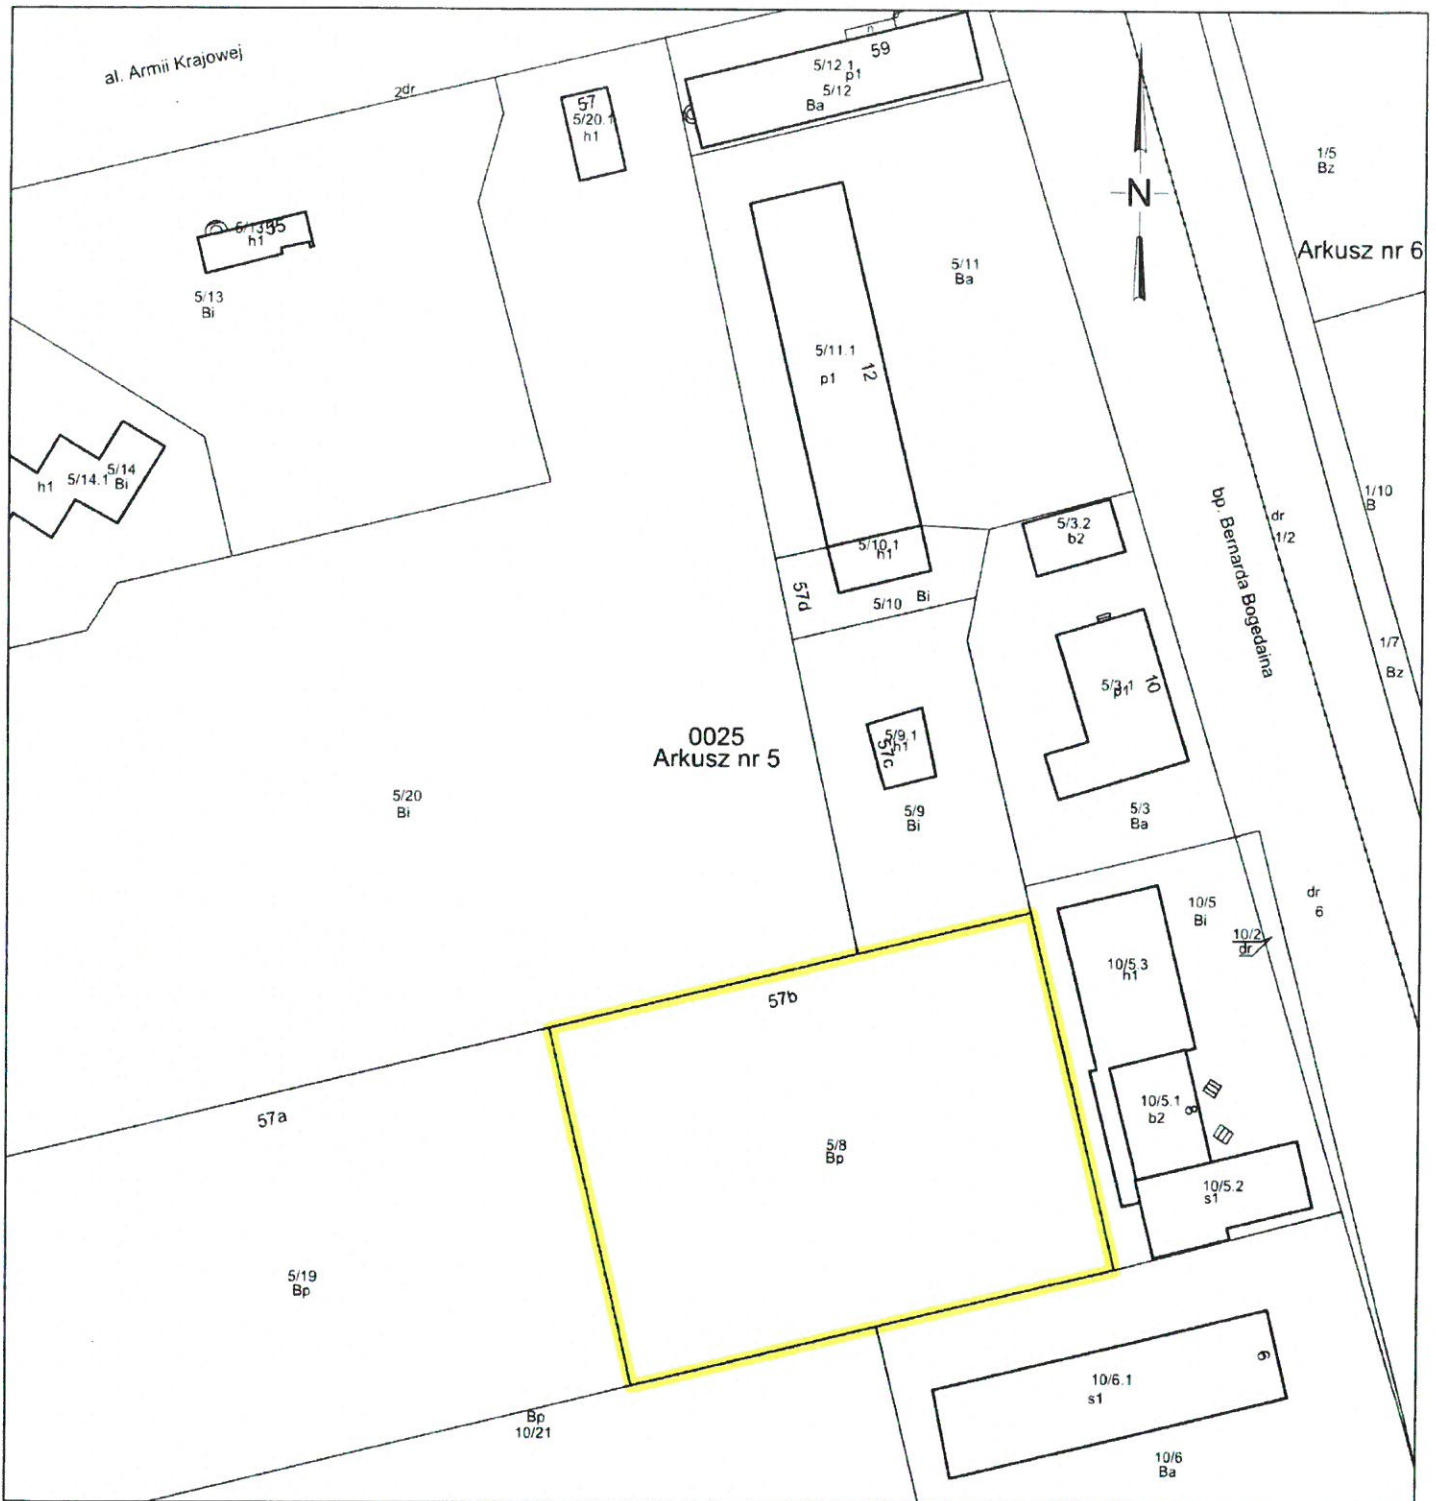 al. Armii Krajowej
2dr
57
5/20.1
h1
n
59
5/12.1
p1
5/12
Ba
1/5
Bz
N
Arkusz nr 6
55
h1
5/13
Bi
5/11
Ba
5/11.1
p1
12
h1
5/14.1
5/14
Bi
1/10
B
bp. Bernarda Bogedaina
dr
1/2
5/3.2
b2
5/10.1
h1
57d
5/10
Bi
1/7
Bz
5/3.1
p1
10
0025
Arkusz nr 5
5/9.1
h1
57c
5/9
Bi
5/20
Bi
5/3
Ba
dr
6
10/5
Bi
10/2
dr
10/5.3
h1
57b
57a
10/5.1
b2
8
5/8
Bp
10/5.2
s1
5/19
Bp
6
10/6.1
s1
Bp
10/21
10/6
Ba